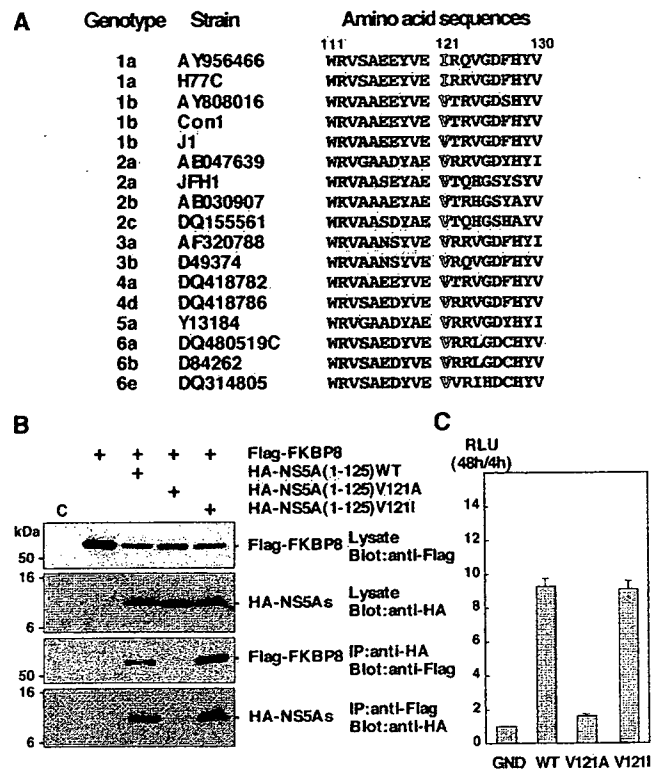 A
Genotype Strain Amino acid sequences
111 121 130
1a AY956466 WRVSAEEYVE IRQVGDFHYV
1a H77C WRVSAEEYVE IRRVGDFHYV
1b AY808016 WRVAAEEYVE VTRVGDSHYV
1b Con1 WRVAAEEYVE VTRVGDFHYV
1b J1 WRVAAEEYVE VTRVGDFHYV
2a AB047639 WRVGAADYAE VRRVGDYHYI
2a JFH1 WRVAASEYAE VTQHGSYSYV
2b AB030907 WKVAAAEYAE VTRHGSYAYV
2c DQ155561 WRVAASDYAE VTQHGSHAYV
3a AF320788 WRVAANSYVE VRRVGDFHYI
3b D49374 WRVAANSYVE VRQVGDFHYV
4a DQ418782 WRVAAEEYVE VTRVGDFHYV
4d DQ418786 WRVSAEDYVE VRRVGDFHYV
5a Y13184 WRVGAADYAE VRRVGDYHYI
6a DQ480519C WRVSAEDYVE VRRLGDCHYV
6b D84262 WRVSAEDYVE VRRLGDCHYV
6e DQ314805 WRVSAEDYVE VVRIHDCHYV
B
+ + + + Flag-FKBP8
+ HA-NS5A(1-125)WT
+ HA-NS5A(1-125)V121A
C + HA-NS5A(1-125)V121I
kDa
50
Flag-FKBP8 Lysate
Blot:anti-Flag
16
6
HA-NS5As Lysate
Blot:anti-HA
50
Flag-FKBP8 IP:anti-HA
Blot:anti-Flag
16
6
HA-NS5As IP:anti-Flag
Blot:anti-HA
C
RLU
(48h/4h)
16
14
12
10
8
6
4
2
0
GND WT V121A V121I